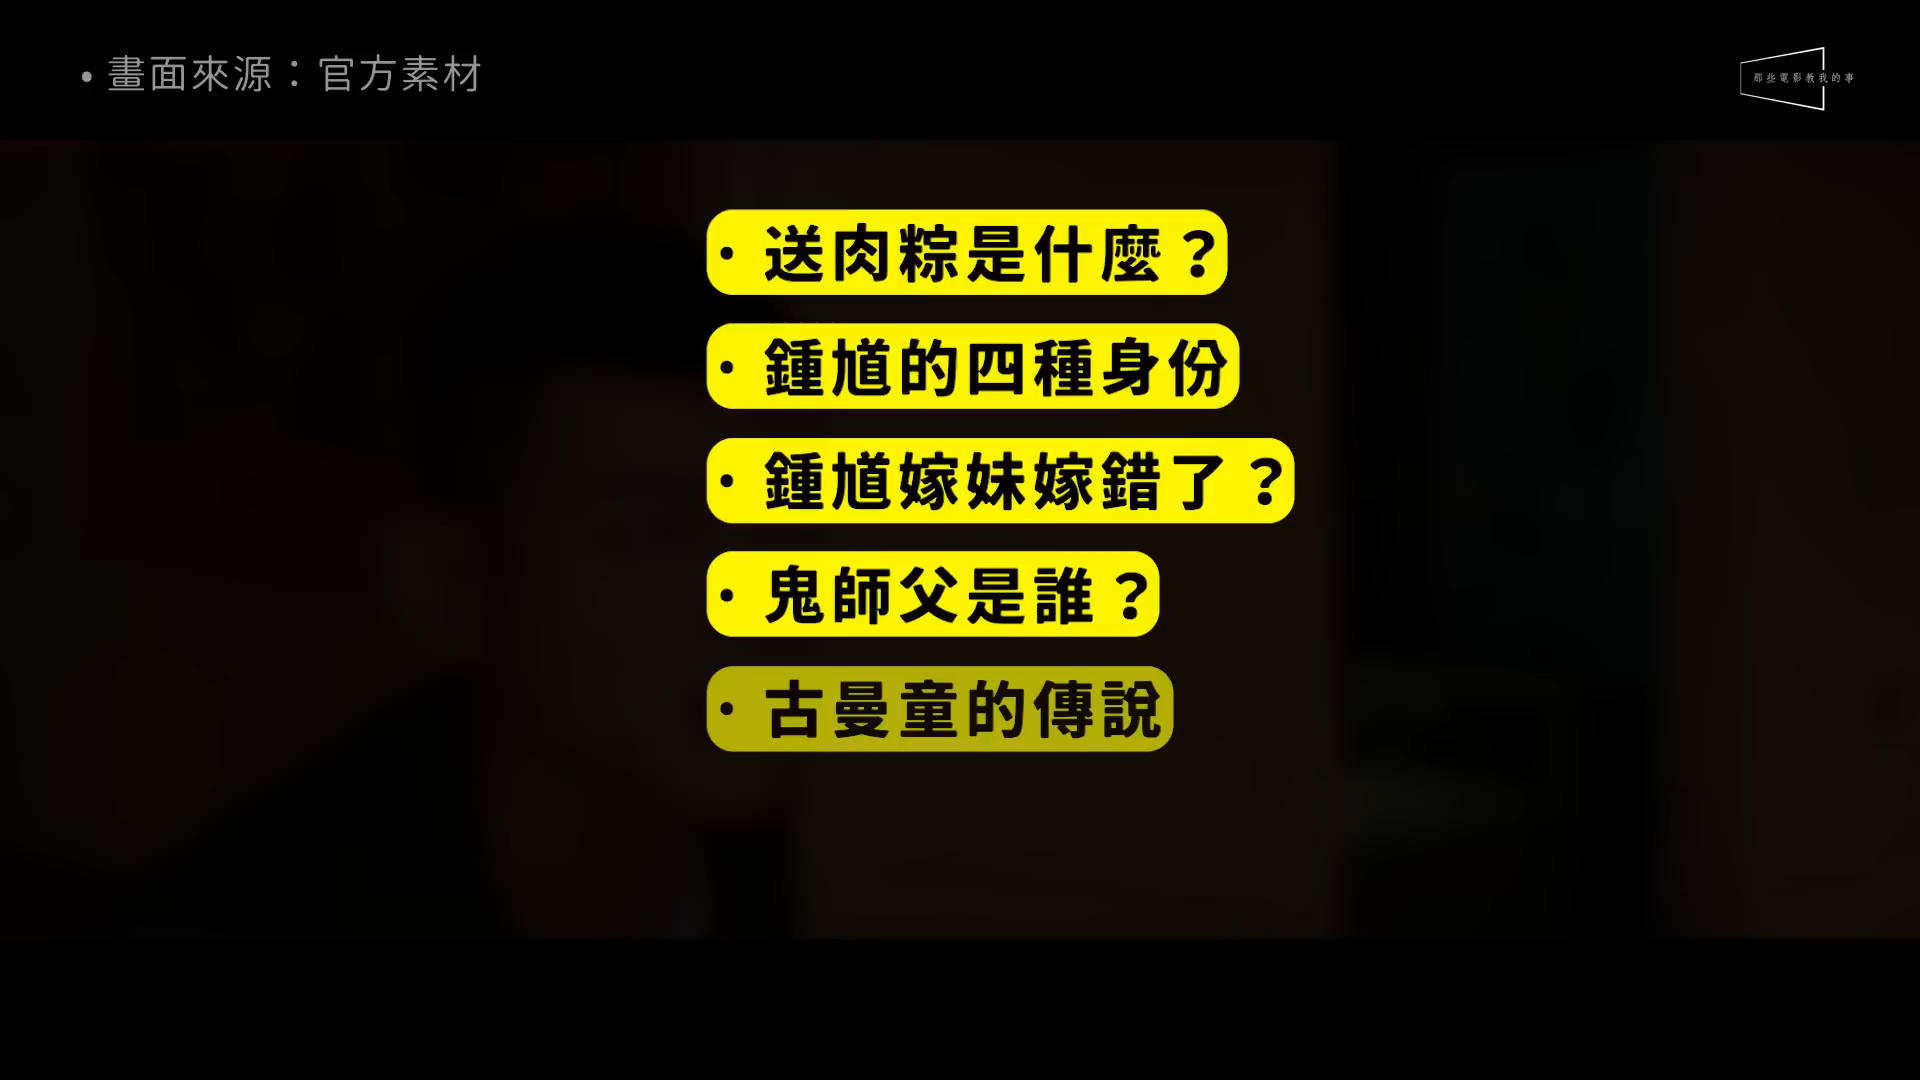 • 畫面來源：官方素材
那些電影教我的事
• 送肉粽是什麼？
• 鍾馗的四種身份
• 鍾馗嫁妹嫁錯了？
• 鬼師父是誰？
• 古曼童的傳說